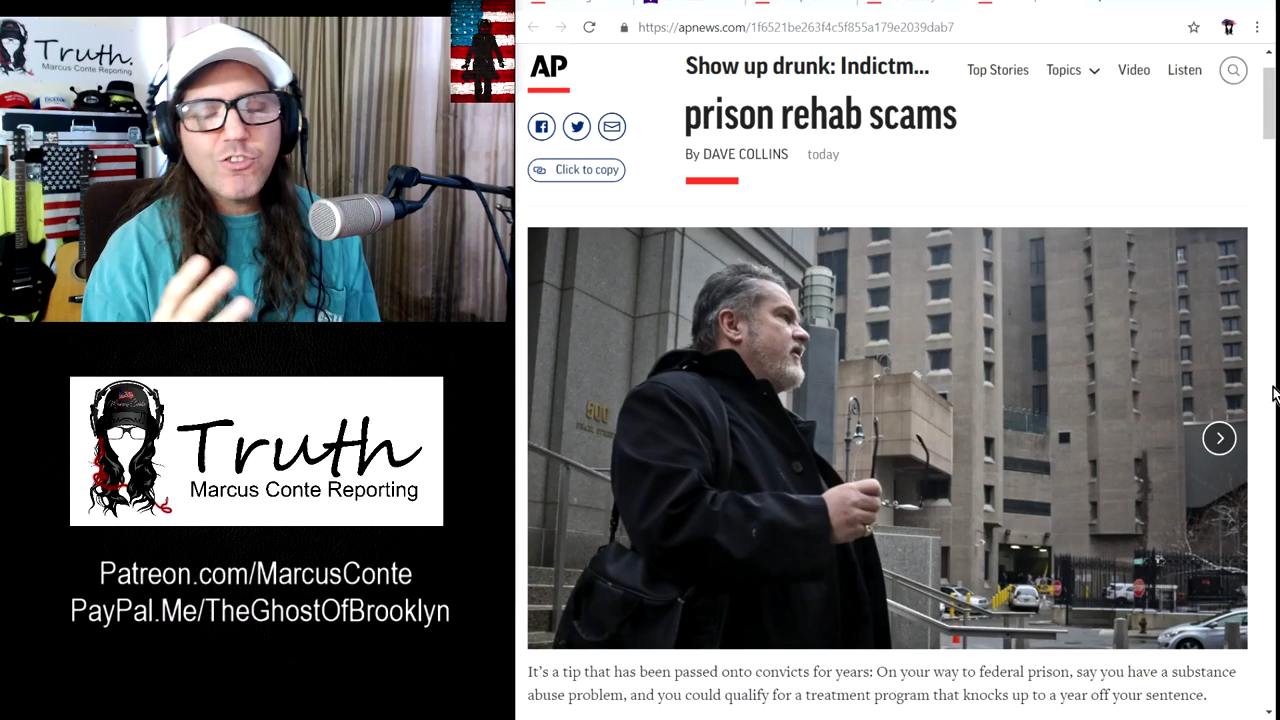 Truth.
Marcus Conte Reporting
Truth
Marcus Conte Reporting
Patreon.com/MarcusConte
PayPal.Me/TheGhostOfBrooklyn
https://apnews.com/1f6521be263f4c5f855a179e2039dab7
AP
Show up drunk: Indictm...
Top Stories
Topics
Video
Listen
prison rehab scams
By DAVE COLLINS today
Click to copy
500
It's a tip that has been passed onto convicts for years: On your way to federal prison, say you have a substance
abuse problem, and you could qualify for a treatment program that knocks up to a year off your sentence.